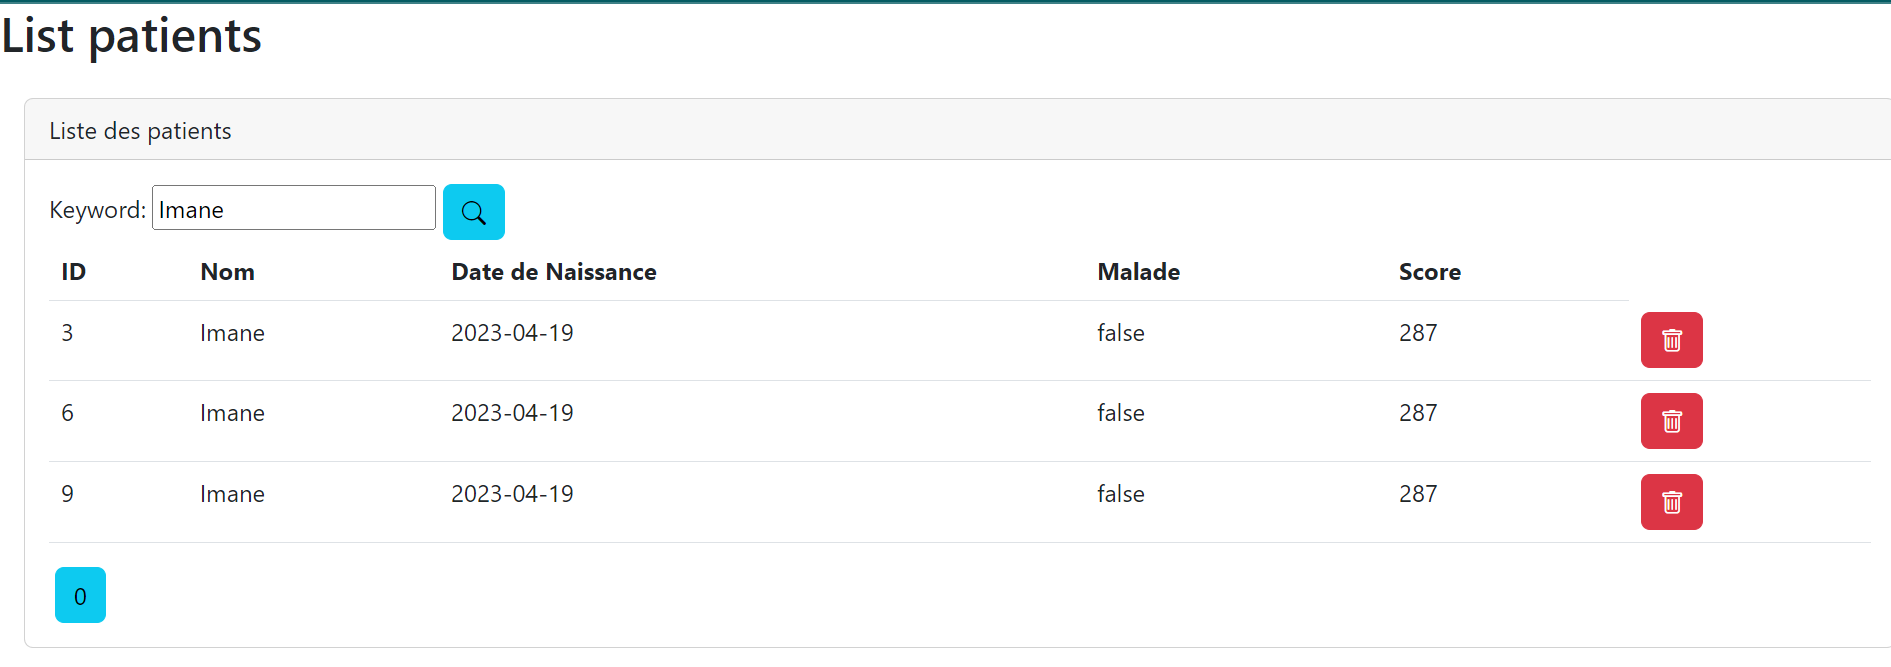 List patients
Liste des patients
Keyword: Imane
ID Nom Date de Naissance Malade Score
3 Imane 2023-04-19 false 287
6 Imane 2023-04-19 false 287
9 Imane 2023-04-19 false 287
0